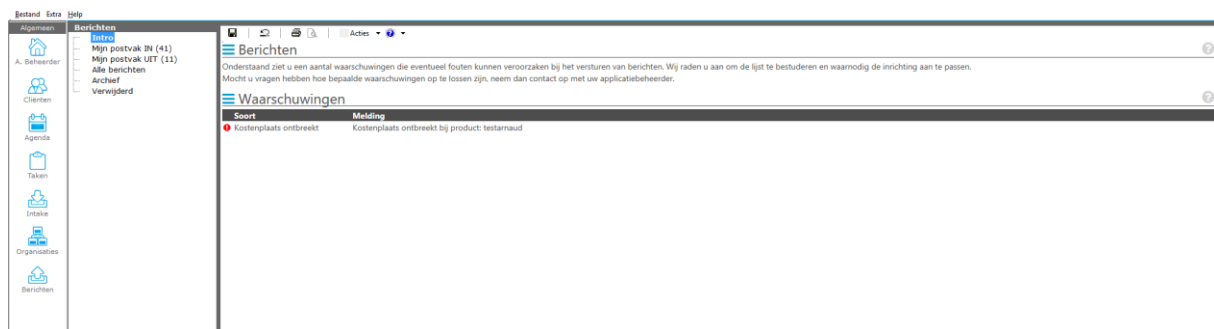 Bestand Extra Help
Algemeen
A. Beheerder
Cliënten
Agenda
Taken
Intake
Organisaties
Berichten
Berichten
Intro
Mijn postvak IN (41)
Mijn postvak UIT (11)
Alle berichten
Archief
Verwijderd
Acties
Berichten
Onderstaand ziet u een aantal waarschuwingen die eventueel fouten kunnen veroorzaken bij het versturen van berichten. Wij raden u aan om de lijst te bestuderen en waarnodig de inrichting aan te passen.
Mocht u vragen hebben hoe bepaalde waarschuwingen op te lossen zijn, neem dan contact op met uw applicatiebeheerder.
Waarschuwingen
Soort Melding
Kostenplaats ontbreekt Kostenplaats ontbreekt bij product: testarnaud